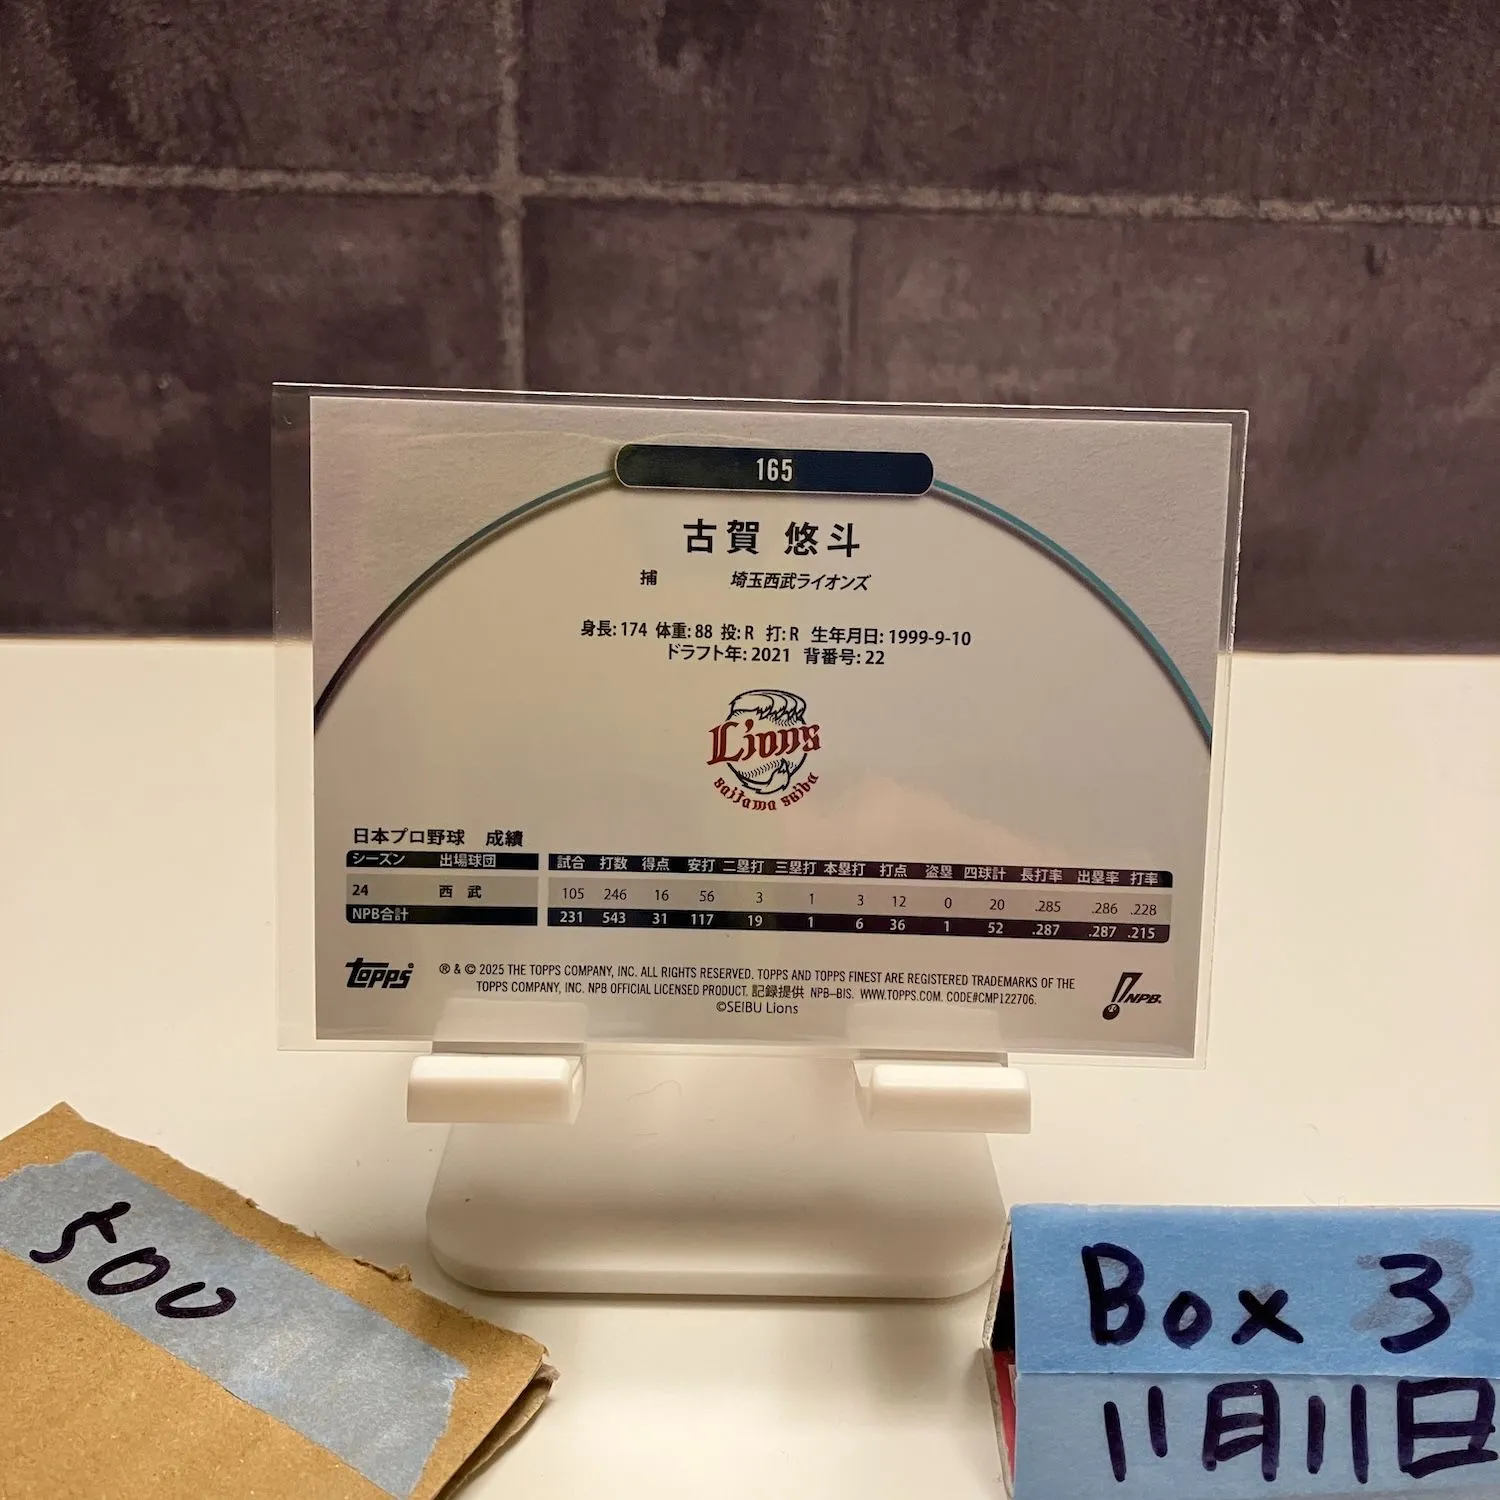 165
古賀 悠斗
捕 埼玉西武ライオンズ
身長: 174 体重: 88 投: R 打: R 生年月日: 1999-9-10
ドラフト年: 2021 背番号: 22
Lions
Saitama Seibu
日本プロ野球 成績
シーズン 出場球団 試合 打数 得点 安打 二塁打 三塁打 本塁打 打点 盗塁 四球計 長打率 出塁率 打率
24 西 武 105 246 16 56 3 1 3 12 0 20 .285 .286 .228
NPB合計 231 543 31 117 19 1 6 36 1 52 .287 .287 .215
TOPPS® ® & © 2025 THE TOPPS COMPANY, INC. ALL RIGHTS RESERVED. TOPPS AND TOPPS FINEST ARE REGISTERED TRADEMARKS OF THE
TOPPS COMPANY, INC. NPB OFFICIAL LICENSED PRODUCT. 記録提供 NPB-BIS. WWW.TOPPS.COM. CODE#CMP122706.
©SEIBU Lions
NPB.
500
Box 3
11月11日